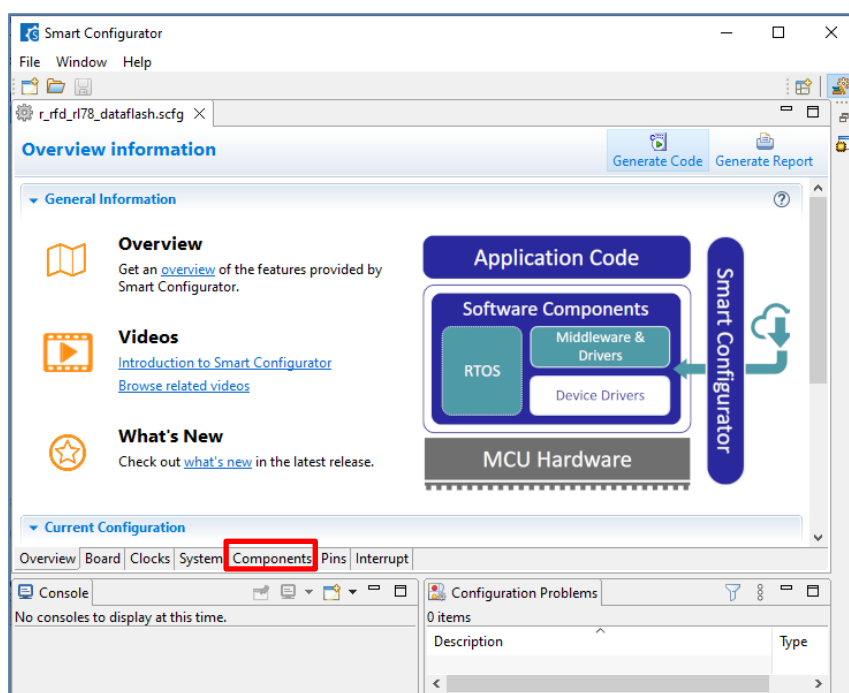 Smart Configurator
File Window Help
r_rfd_rl78_dataflash.scfg
Overview information
Generate Code
Generate Report
General Information
Overview
Get an overview of the features provided by
Smart Configurator.
Videos
Introduction to Smart Configurator
Browse related videos
What's New
Check out what's new in the latest release.
Application Code
Software Components
RTOS
Middleware &
Drivers
Device Drivers
MCU Hardware
Smart Configurator
Current Configuration
Overview Board Clocks System Components Pins Interrupt
Console
No consoles to display at this time.
Configuration Problems
0 items
Description Type